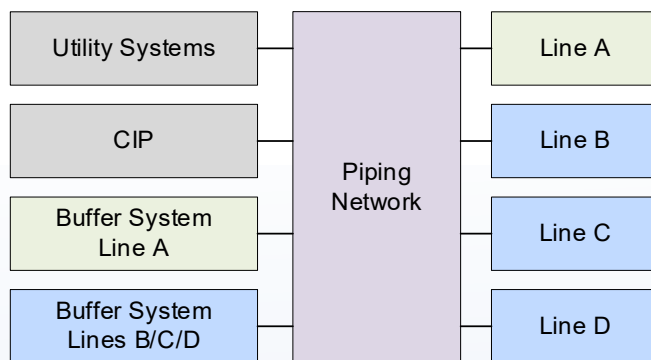 Utility Systems
CIP
Buffer System
Line A
Buffer System
Lines B/C/D
Piping
Network
Line A
Line B
Line C
Line D